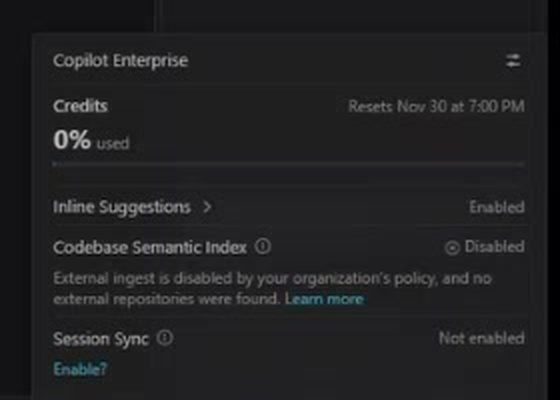 Copilot Enterprise
Credits
Resets Nov 30 at 7:00 PM
0% used
Inline Suggestions
Enabled
Codebase Semantic Index
Disabled
External ingest is disabled by your organization's policy, and no
external repositories were found. Learn more
Session Sync
Not enabled
Enable?